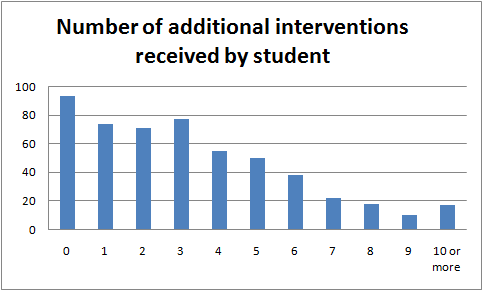 Number of additional interventions
received by student
100
80
60
40
20
0
0 1 2 3 4 5 6 7 8 9 10 or
more